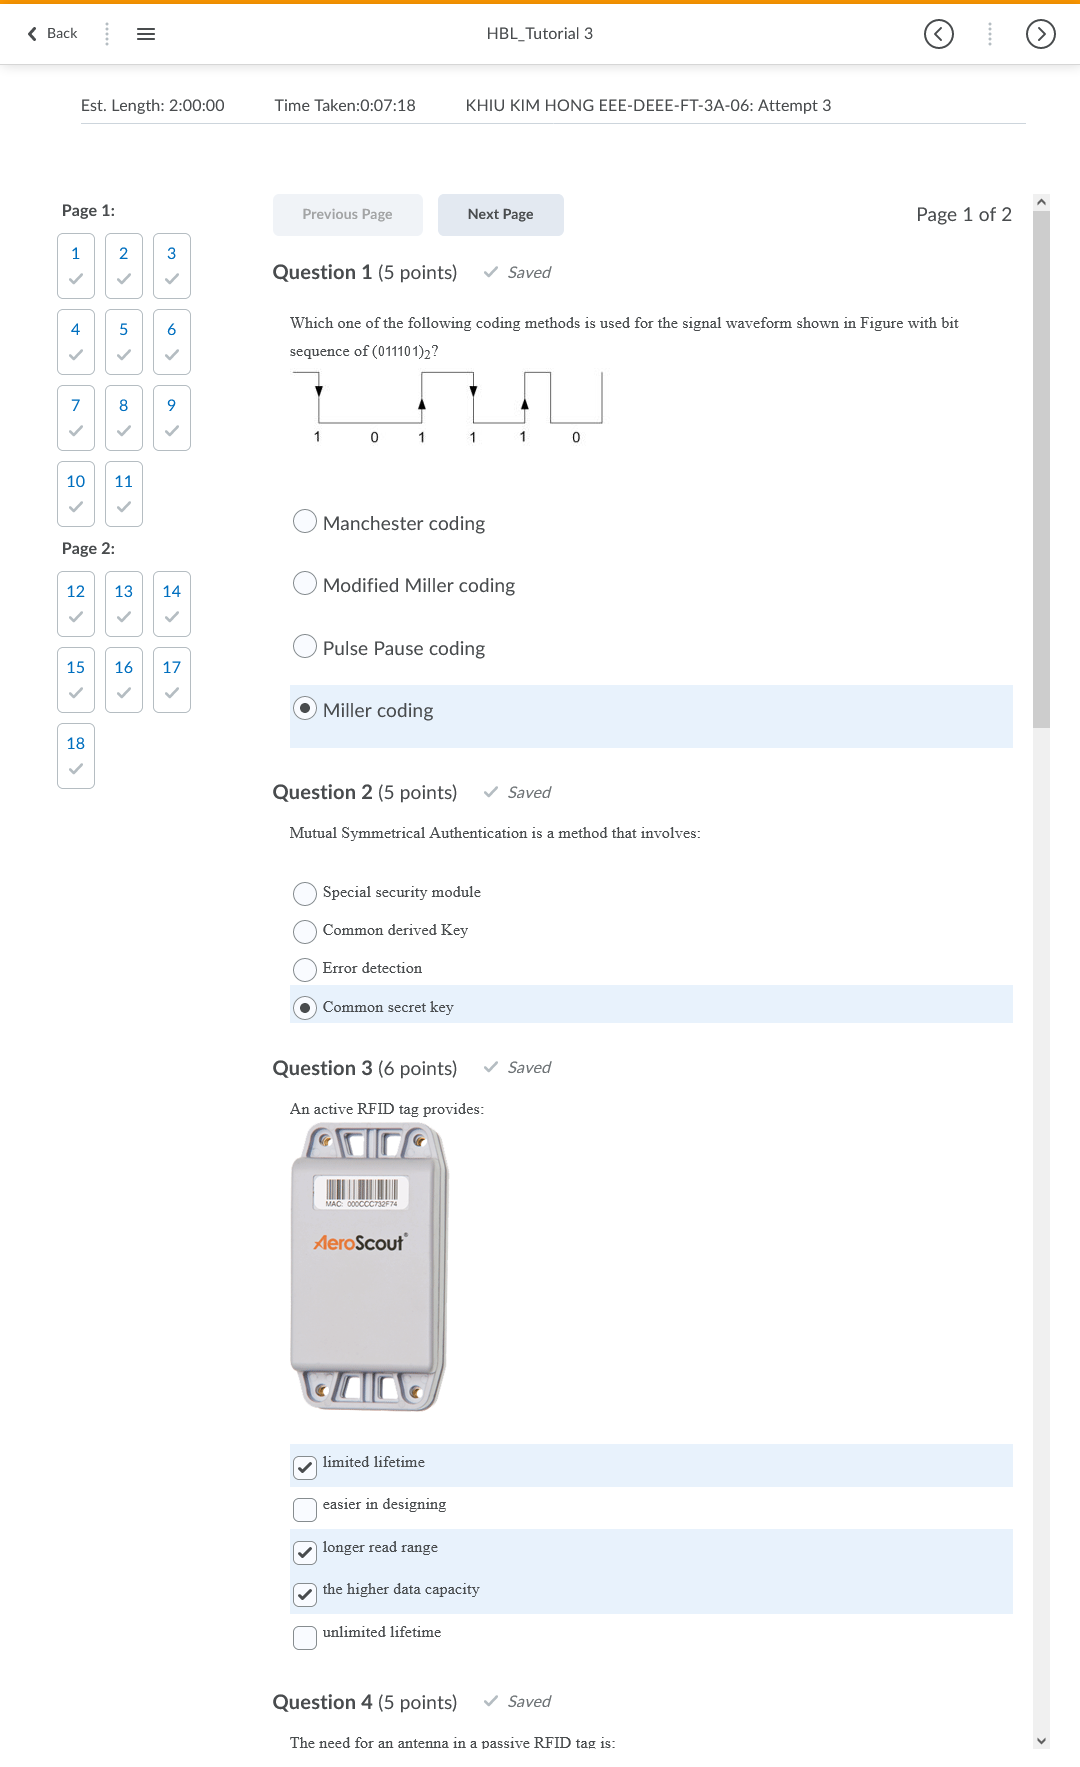 Back
HBL_Tutorial 3
Est. Length: 2:00:00 Time Taken:0:07:18 KHIU KIM HONG EEE-DEEE-FT-3A-06: Attempt 3
Page 1:
1 2 3
4 5 6
7 8 9
10 11
Page 2:
12 13 14
15 16 17
18
Previous Page Next Page Page 1 of 2
Question 1 (5 points) Saved
Which one of the following coding methods is used for the signal waveform shown in Figure with bit
sequence of (011101)2?
1 0 1 1 1 0
Manchester coding
Modified Miller coding
Pulse Pause coding
Miller coding
Question 2 (5 points) Saved
Mutual Symmetrical Authentication is a method that involves:
Special security module
Common derived Key
Error detection
Common secret key
Question 3 (6 points) Saved
An active RFID tag provides:
MAC: 000CCC732F74
AeroScout
limited lifetime
easier in designing
longer read range
the higher data capacity
unlimited lifetime
Question 4 (5 points) Saved
The need for an antenna in a passive RFID tag is: